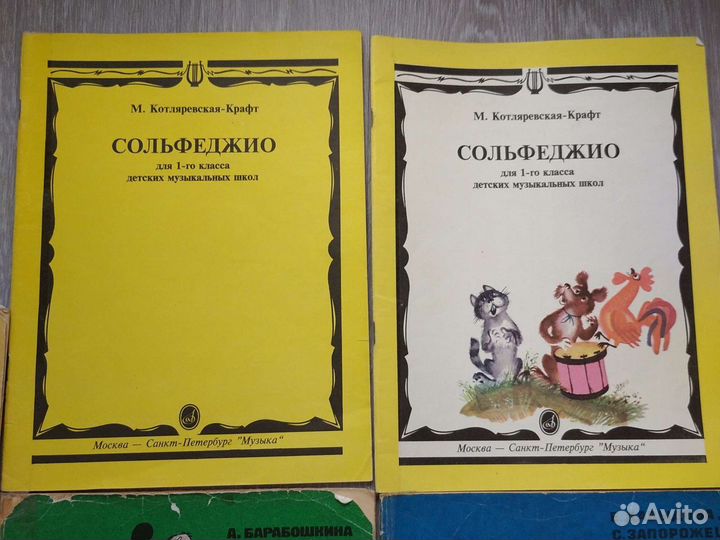 М. Котляревская-Крафт
СОЛЬФЕДЖИО
для 1-го класса
детских музыкальных школ
Москва — Санкт-Петербург "Музыка"
М. Котляревская-Крафт
СОЛЬФЕДЖИО
для 1-го класса
детских музыкальных школ
Москва — Санкт-Петербург "Музыка"
А. БАРАБОШКИНА
Avito